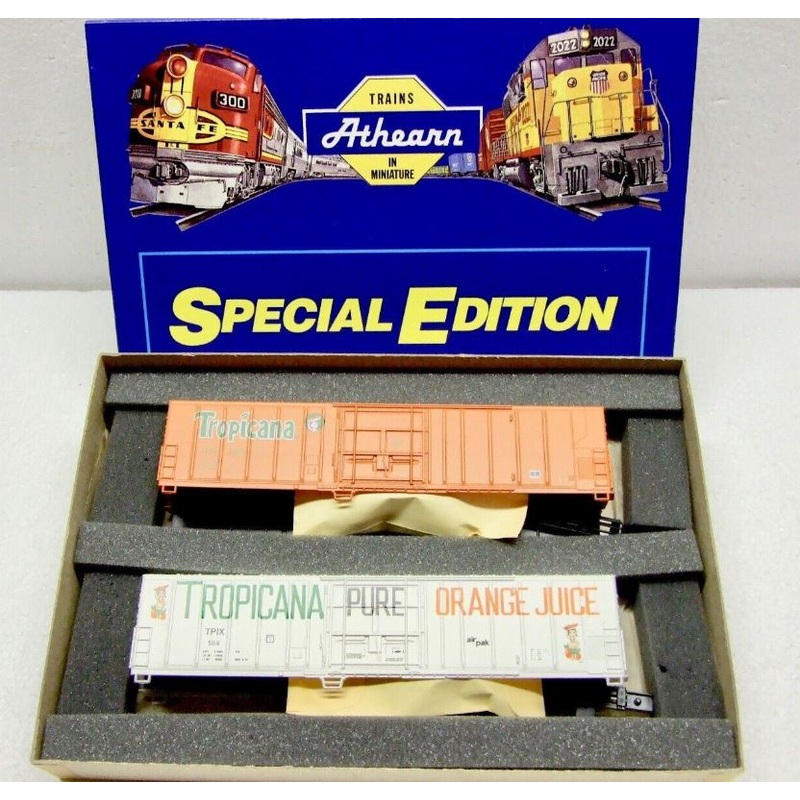 TRAINS
Athearn
IN
MINIATURE
300
SANTA FE
2022 2022
SPECIAL EDITION
Tropicana
TROPICANA PURE ORANGE JUICE
TPIX
air pak